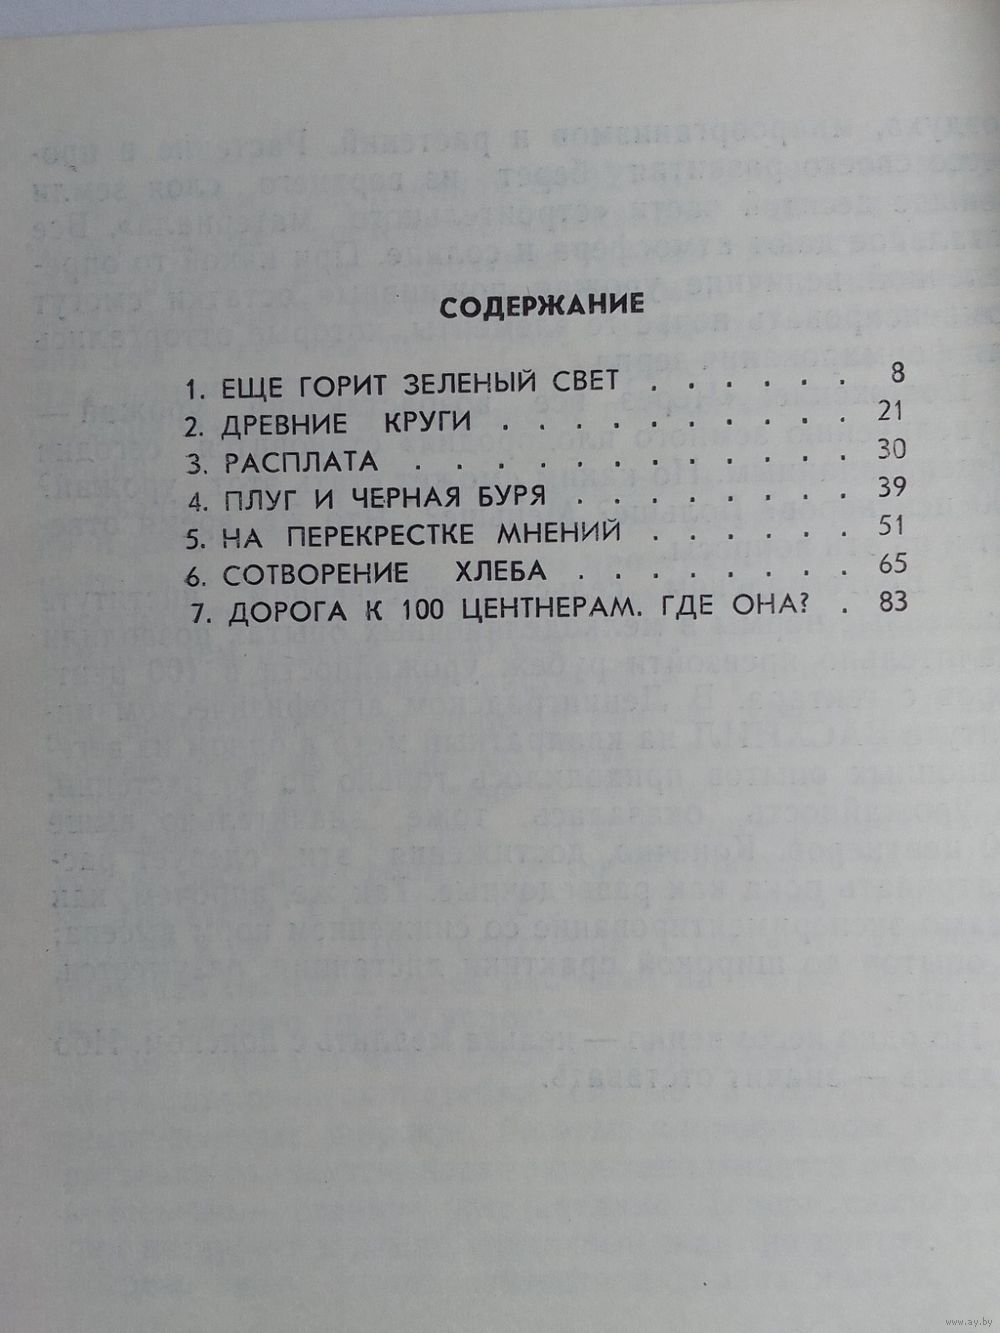 СОДЕРЖАНИЕ
1. ЕЩЕ ГОРИТ ЗЕЛЕНЫЙ СВЕТ . . . . . . 8
2. ДРЕВНИЕ КРУГИ . . . . . . . . . . 21
3. РАСПЛАТА . . . . . . . . . . . . 30
4. ПЛУГ И ЧЕРНАЯ БУРЯ . . . . . . . . 39
5. НА ПЕРЕКРЕСТКЕ МНЕНИЙ . . . . . . 51
6. СОТВОРЕНИЕ ХЛЕБА . . . . . . . . 65
7. ДОРОГА К 100 ЦЕНТНЕРАМ. ГДЕ ОНА? . 83
www.ay.by